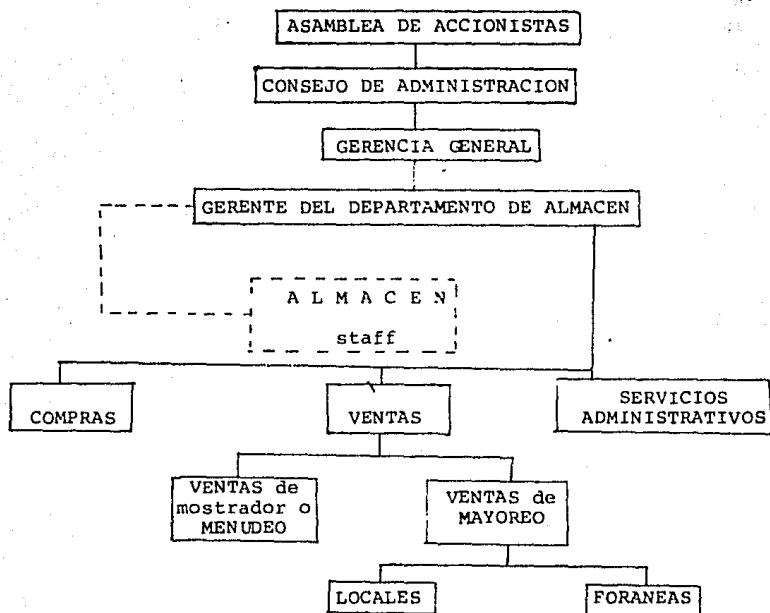 ASAMBLEA DE ACCIONISTAS
CONSEJO DE ADMINISTRACION
GERENCIA GENERAL
GERENTE DEL DEPARTAMENTO DE ALMACEN
A L M A C E N
staff
COMPRAS
VENTAS
SERVICIOS
ADMINISTRATIVOS
VENTAS de
mostrador o
MENUDEO
VENTAS de
MAYOREO
LOCALES
FORANEAS